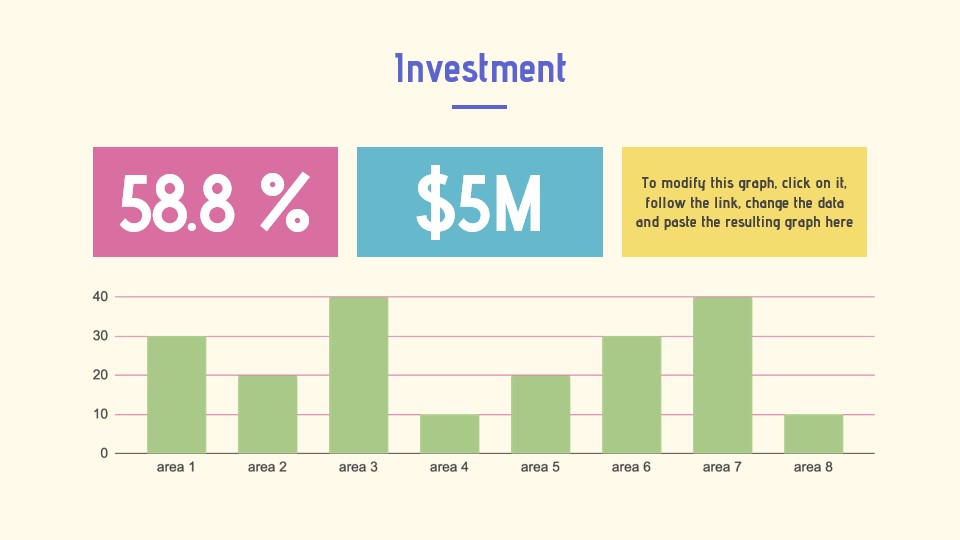 Investment
58.8 %
$5M
To modify this graph, click on it,
follow the link, change the data
and paste the resulting graph here
40
30
20
10
0
area 1 area 2 area 3 area 4 area 5 area 6 area 7 area 8